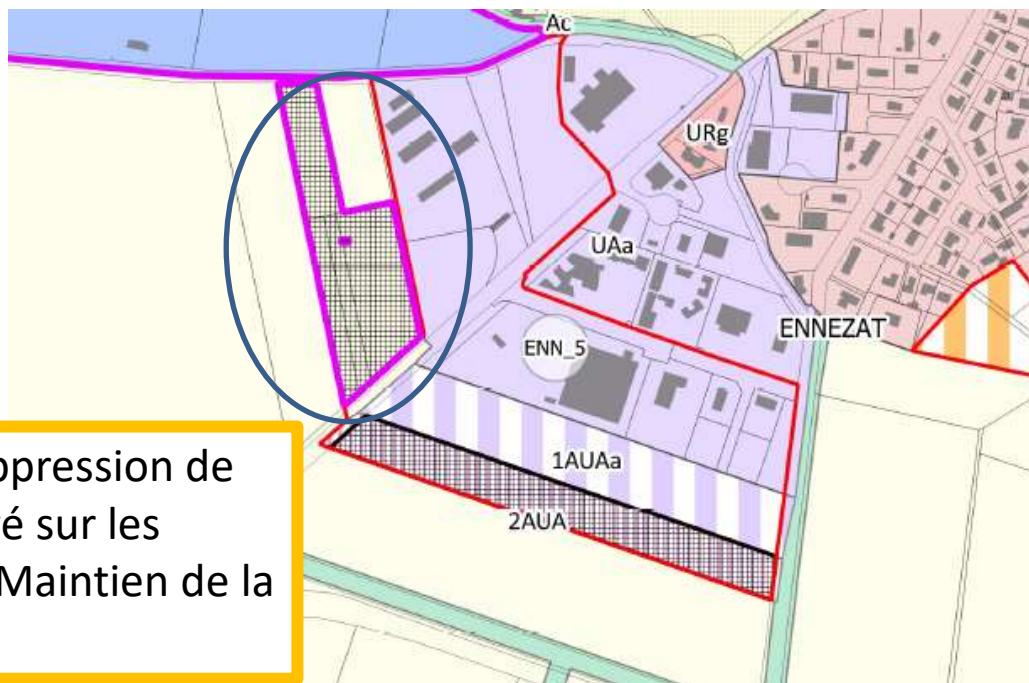 Ac
URg
UAa
ENNEZAT
ENN_5
1AUAa
2AUA
ppression de
é sur les
Maintien de la